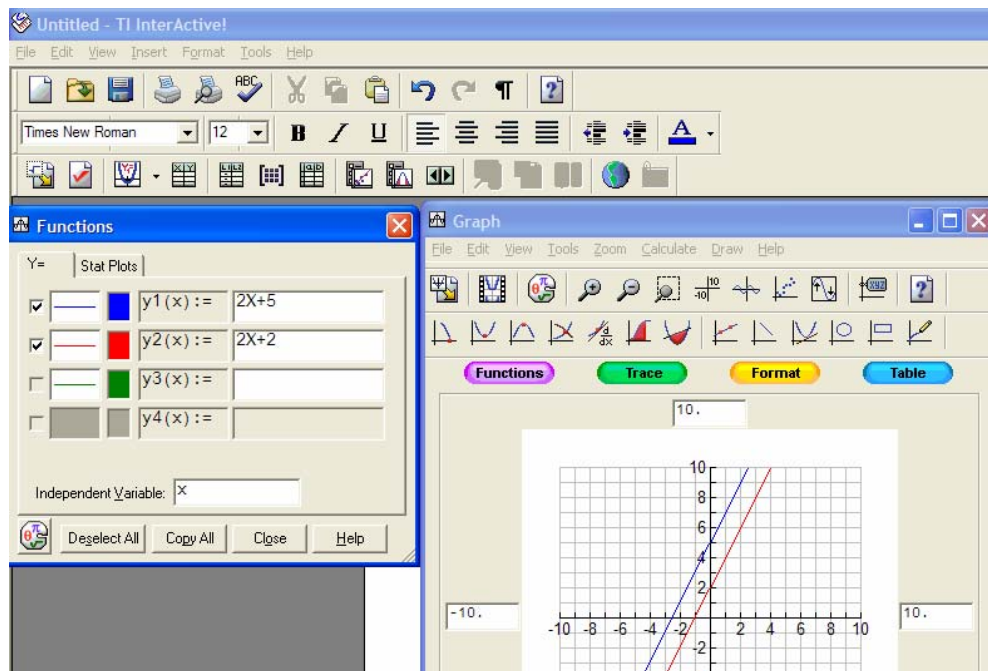 Untitled - TI InterActive!
File Edit View Insert Format Tools Help
ABC
Times New Roman 12 B I U A
Functions
Y= Stat Plots
y1(x):= 2X+5
y2(x):= 2X+2
y3(x):=
y4(x):=
Independent Variable: x
Deselect All Copy All Close Help
Graph
File Edit View Tools Zoom Calculate Draw Help
Functions Trace Format Table
10.
10
8
6
4
2
-10. 10.
-10 -8 -6 -4 -2 2 4 6 8 10
-2